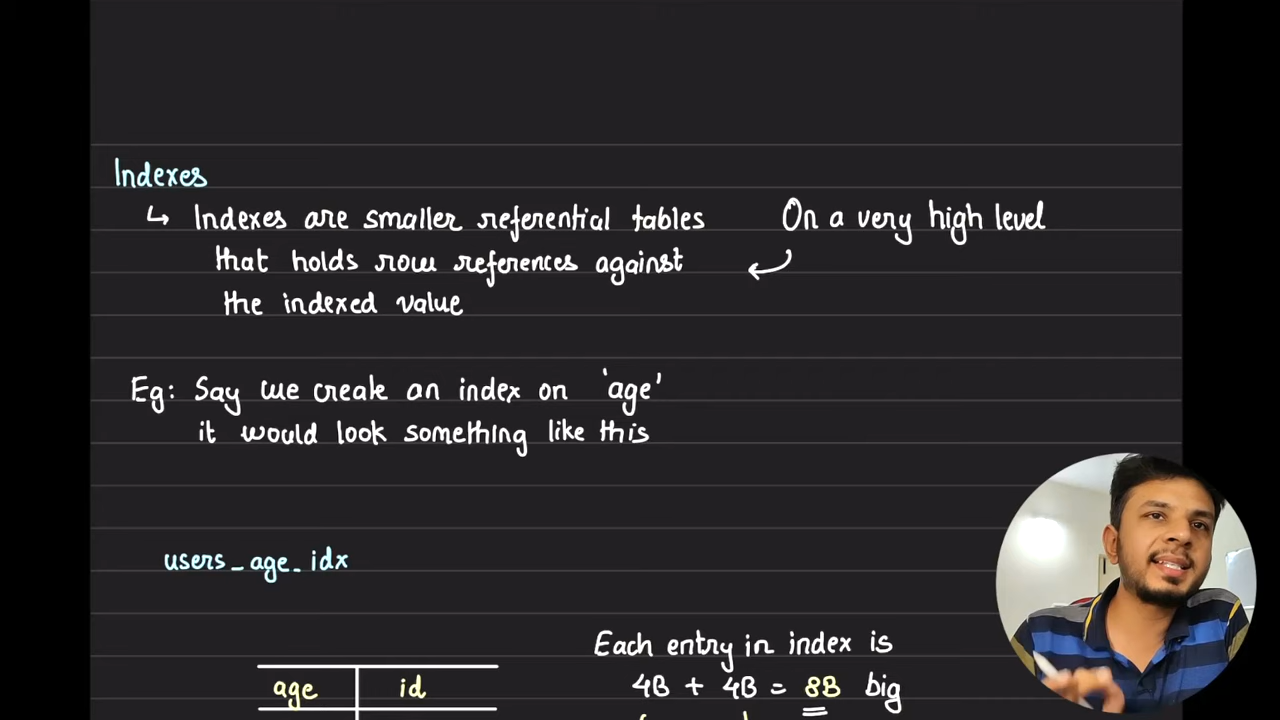 Indexes
↳ Indexes are smaller referential tables
that holds row references against
the indexed value
On a very high level
Eg: Say we create an index on 'age'
it would look something like this
users_age_idx
age id
Each entry in index is
4B + 4B = 8B big